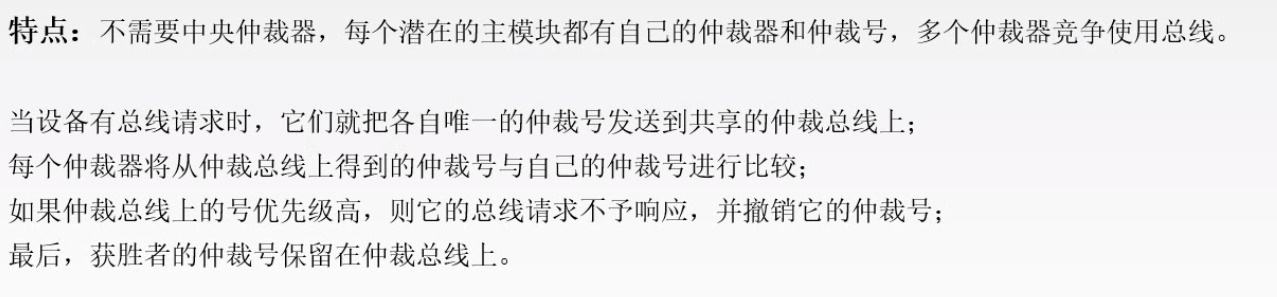 特点：不需要中央仲裁器，每个潜在的主模块都有自己的仲裁器和仲裁号，多个仲裁器竞争使用总线。
当设备有总线请求时，它们就把各自唯一的仲裁号发送到共享的仲裁总线上；
每个仲裁器将从仲裁总线上得到的仲裁号与自己的仲裁号进行比较；
如果仲裁总线上的号优先级高，则它的总线请求不予响应，并撤销它的仲裁号；
最后，获胜者的仲裁号保留在仲裁总线上。